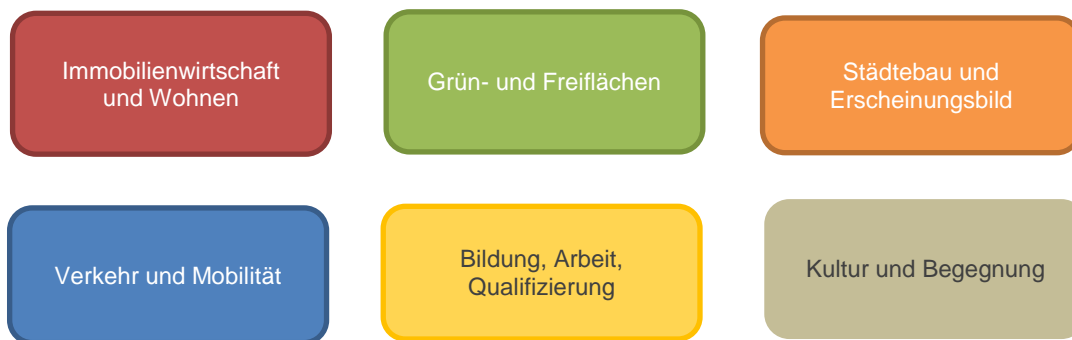 Immobilienwirtschaft
und Wohnen
Grün- und Freiflächen
Städtebau und
Erscheinungsbild
Verkehr und Mobilität
Bildung, Arbeit,
Qualifizierung
Kultur und Begegnung